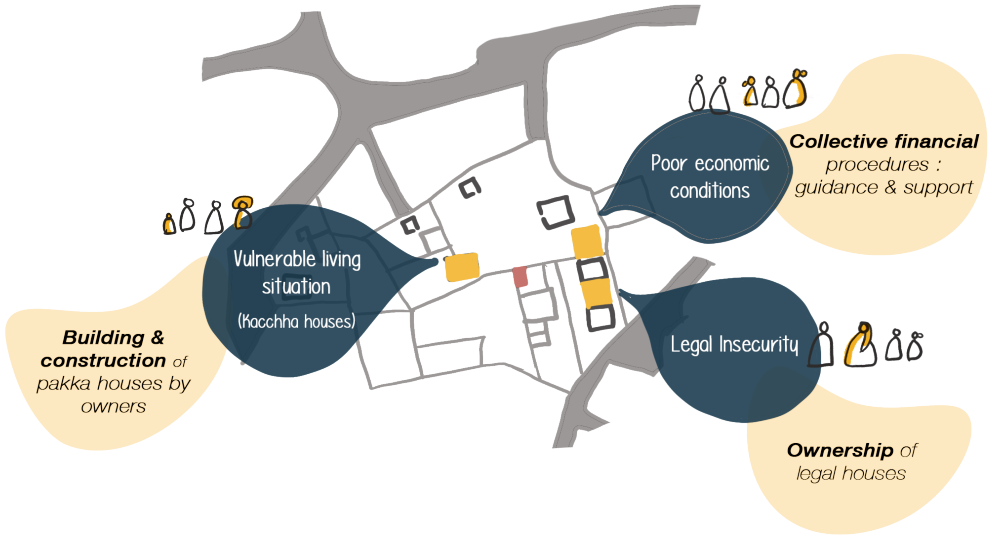 Poor economic
conditions
Collective financial
procedures :
guidance & support
Vulnerable living
situation
(Kacchha houses)
Building &
construction of
pakka houses by
owners
Legal Insecurity
Ownership of
legal houses